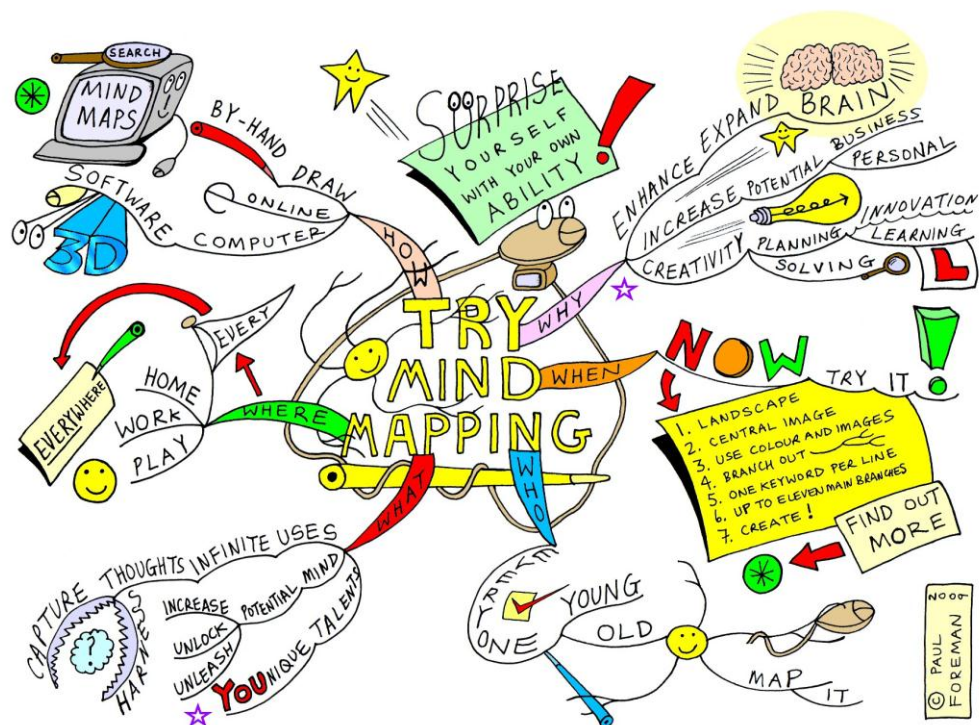 TRY
MIND
MAPPING
HOW
BY-HAND DRAW
ONLINE
COMPUTER
SOFTWARE
3D
SEARCH
MIND
MAPS
SURPRISE
YOURSELF
WITH YOUR OWN
ABILITY!
WHY
ENHANCE EXPAND BRAIN
INCREASE POTENTIAL BUSINESS
PERSONAL
CREATIVITY PLANNING INNOVATION
LEARNING
SOLVING
L
WHEN
NOW
TRY IT!
1. LANDSCAPE
2. CENTRAL IMAGE
3. USE COLOUR AND IMAGES
4. BRANCH OUT
5. ONE KEYWORD PER LINE
6. UP TO ELEVEN MAIN BRANCHES
7. CREATE!
FIND OUT
MORE
WHO
EVERYONE
YOUNG
OLD
MAP IT
WHAT
THOUGHTS INFINITE USES
CAPTURE
HARNESS
?
INCREASE POTENTIAL MIND
UNLOCK
UNLEASH
YOUNIQUE TALENTS
WHERE
EVERY
HOME
WORK
PLAY
EVERYWHERE
© PAUL
FOREMAN
2009